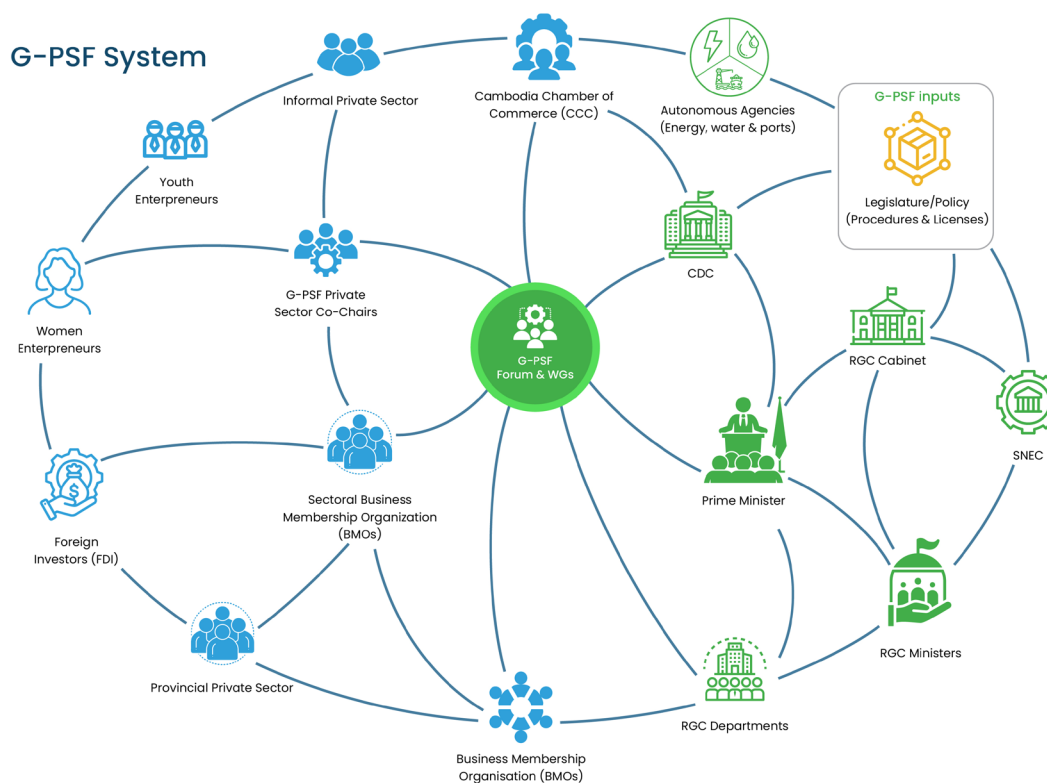 G-PSF System
Informal Private Sector
Cambodia Chamber of
Commerce (CCC)
Autonomous Agencies
(Energy, water & ports)
G-PSF inputs
Legislature/Policy
(Procedures & Licenses)
Youth
Enterpreneurs
CDC
G-PSF Private
Sector Co-Chairs
Women
Enterpreneurs
G-PSF
Forum & WGs
RGC Cabinet
SNEC
Prime Minister
Sectoral Business
Membership Organization
(BMOs)
Foreign
Investors (FDI)
RGC Ministers
Provincial Private Sector
RGC Departments
Business Membership
Organisation (BMOs)